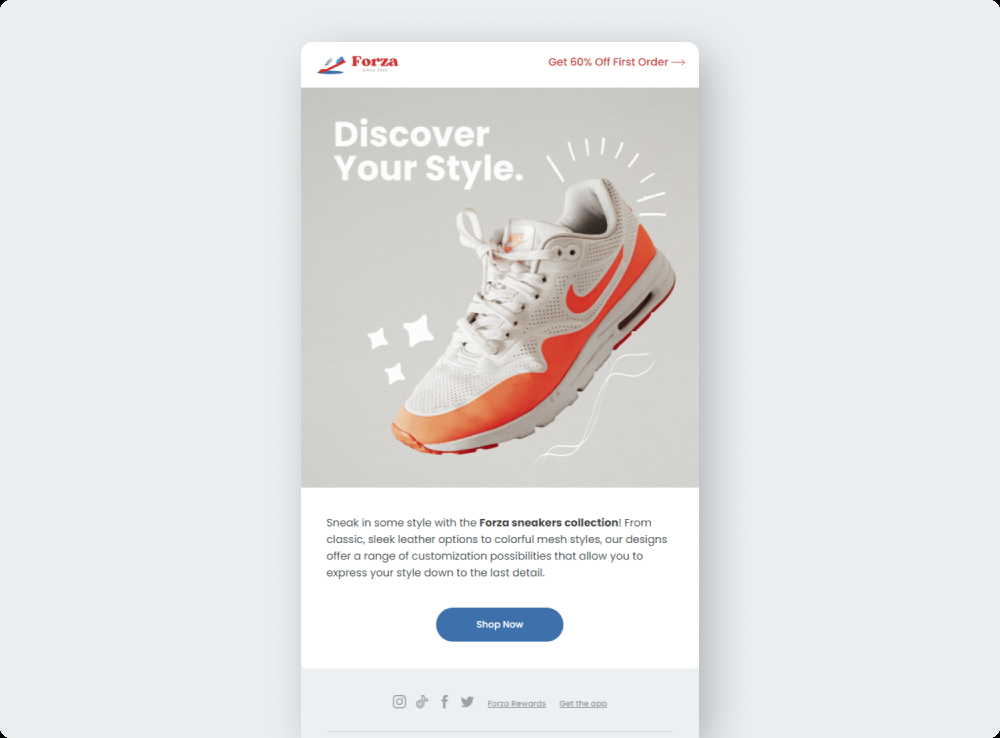 Forza
Get 60% Off First Order
Discover
Your Style.
Sneak in some style with the Forza sneakers collection! From
classic, sleek leather options to colorful mesh styles, our designs
offer a range of customization possibilities that allow you to
express your style down to the last detail.
Shop Now
Forza Rewards
Get the app